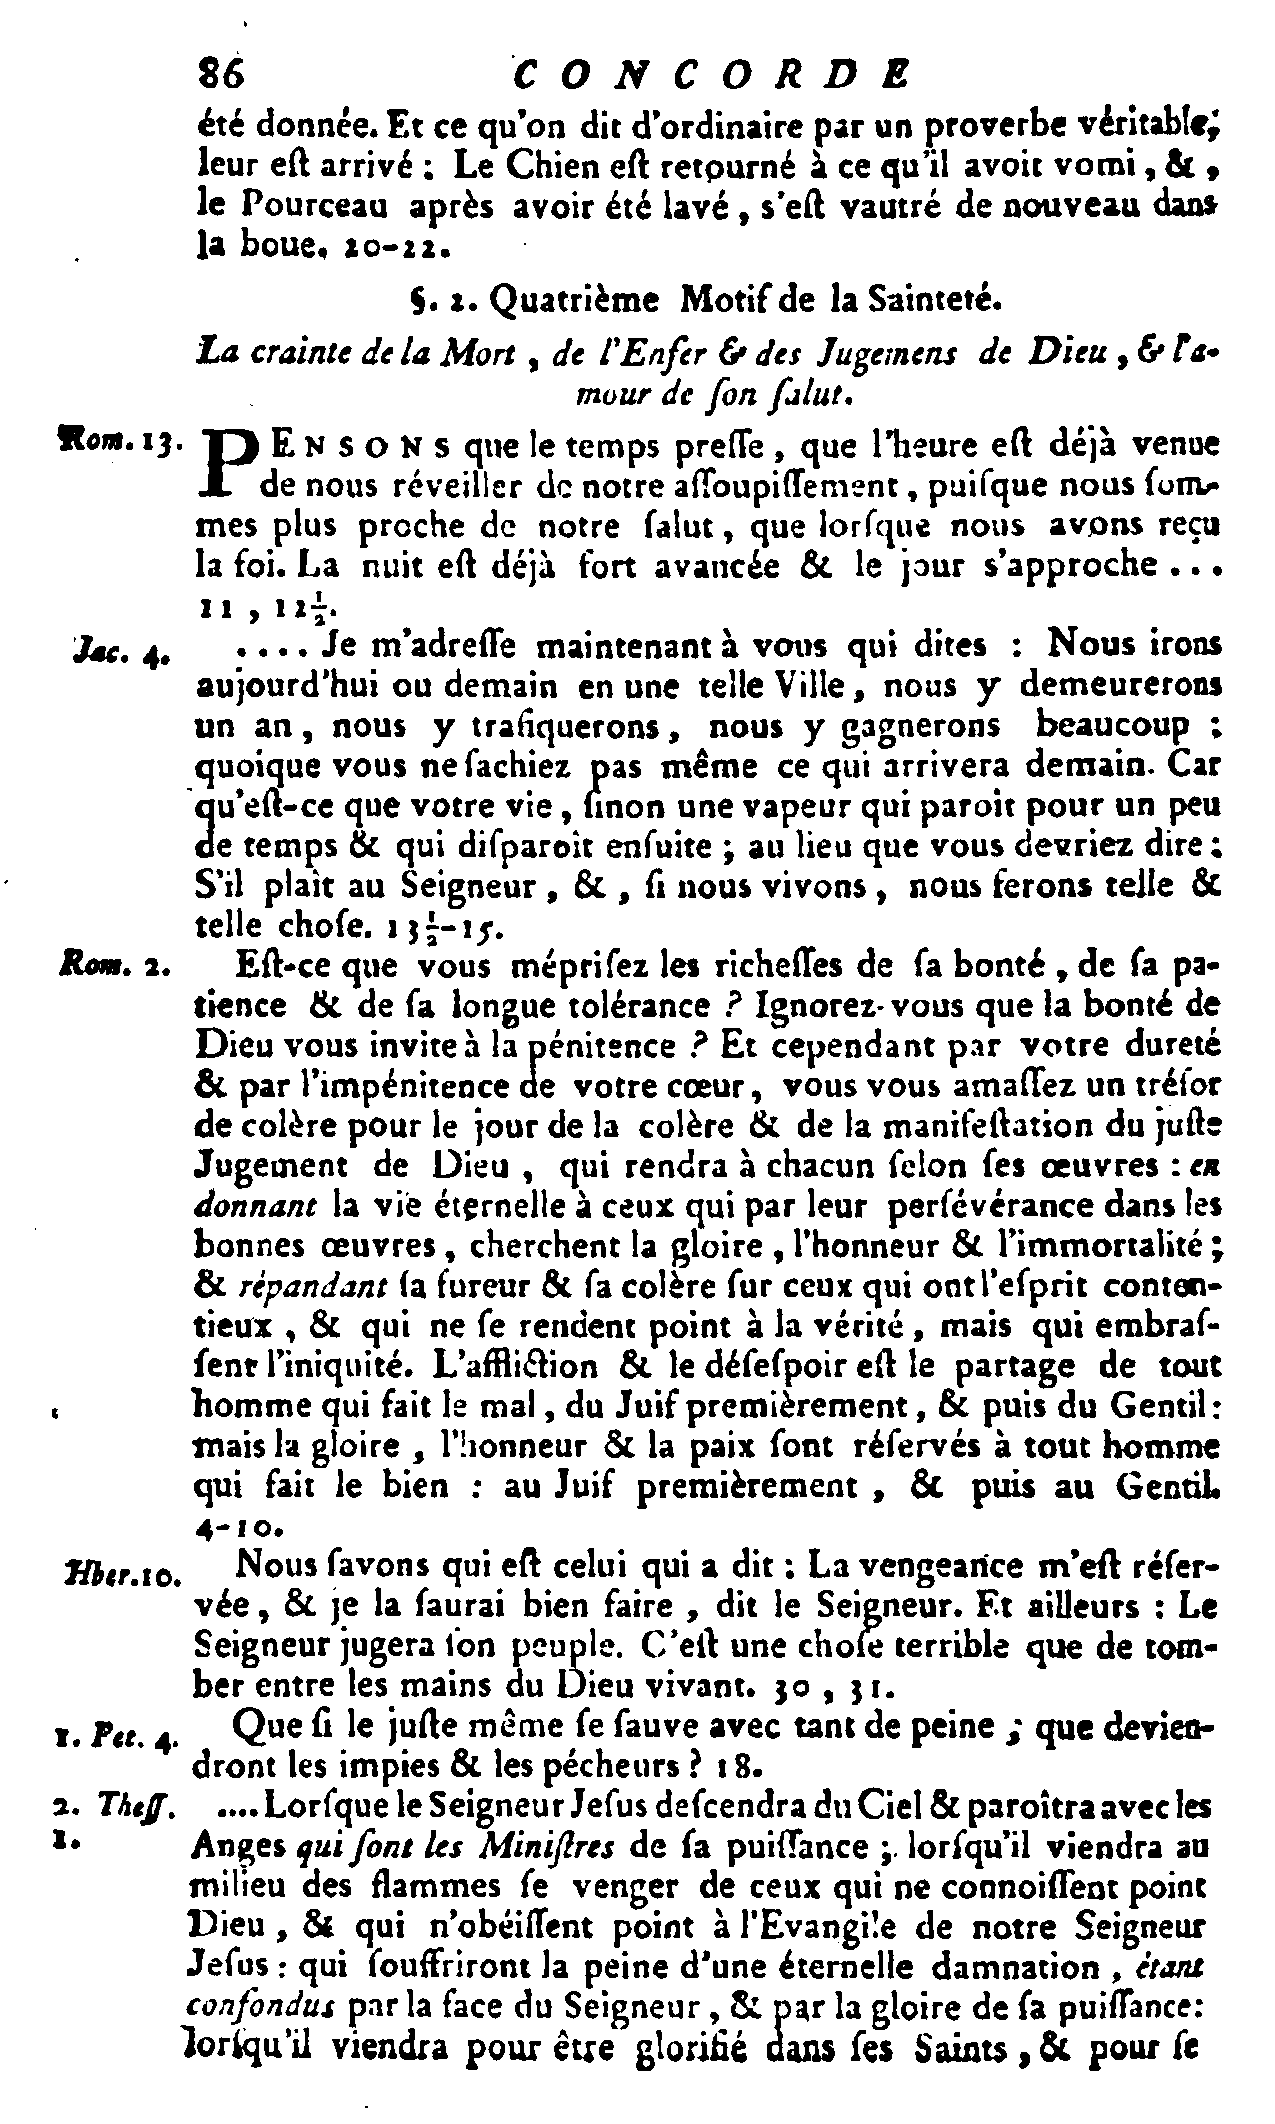 86 CONCORDE
été donnée. Et ce qu'on dit d'ordinaire par un proverbe véritable,
leur eſt arrivé : Le Chien eſt retourné à ce qu'il avoit vomi, & ,
le Pourceau après avoir été lavé, s'eſt vautré de nouveau dans
la boue. 20-22.
§. 2. Quatrième Motif de la Sainteté.
La crainte de la Mort, de l'Enfer & des Jugemens de Dieu, & l'a-
mour de ſon ſalut.
Rom. 13. PENSONS que le temps preſſe, que l'heure eſt déjà venue
de nous réveiller de notre aſſoupiſſement, puiſque nous ſom-
mes plus proche de notre ſalut, que lorſque nous avons reçu
la foi. La nuit eſt déjà fort avancée & le jour s'approche ...
11, 12½.
Jac. 4. .... Je m'adreſſe maintenant à vous qui dites : Nous irons
aujourd'hui ou demain en une telle Ville, nous y demeurerons
un an, nous y trafiquerons, nous y gagnerons beaucoup ;
quoique vous ne ſachiez pas même ce qui arrivera demain. Car
qu'eſt-ce que votre vie, ſinon une vapeur qui paroit pour un peu
de temps & qui diſparoît enſuite ; au lieu que vous devriez dire ;
S'il plaît au Seigneur, &, ſi nous vivons, nous ferons telle &
telle choſe. 13½-15.
Rom. 2. Eſt-ce que vous mépriſez les richeſſes de ſa bonté, de ſa pa-
tience & de ſa longue tolérance ? Ignorez-vous que la bonté de
Dieu vous invite à la pénitence ? Et cependant par votre dureté
& par l'impénitence de votre cœur, vous vous amaſſez un tréſor
de colère pour le jour de la colère & de la manifeſtation du juſte
Jugement de Dieu, qui rendra à chacun ſelon ſes œuvres : en
donnant la vie éternelle à ceux qui par leur perſévérance dans les
bonnes œuvres, cherchent la gloire, l'honneur & l'immortalité ;
& répandant ſa fureur & ſa colère ſur ceux qui ont l'eſprit conten-
tieux, & qui ne ſe rendent point à la vérité, mais qui embraſ-
ſent l'iniquité. L'affliction & le déſeſpoir eſt le partage de tout
homme qui fait le mal, du Juif premièrement, & puis du Gentil :
mais la gloire, l'honneur & la paix ſont réſervés à tout homme
qui fait le bien : au Juif premièrement, & puis au Gentil.
4-10.
Hber. 10. Nous ſavons qui eſt celui qui a dit : La vengeance m'eſt réſer-
vée, & je la ſaurai bien faire, dit le Seigneur. Et ailleurs : Le
Seigneur jugera ſon peuple. C'eſt une choſe terrible que de tom-
ber entre les mains du Dieu vivant. 30, 31.
1. Pet. 4. Que ſi le juſte même ſe ſauve avec tant de peine ; que devien-
dront les impies & les pécheurs ? 18.
2. Theſſ. .... Lorſque le Seigneur Jeſus deſcendra du Ciel & paroîtra avec les
1. Anges qui ſont les Miniſtres de ſa puiſſance ; lorſqu'il viendra au
milieu des flammes ſe venger de ceux qui ne connoiſſent point
Dieu, & qui n'obéiſſent point à l'Evangile de notre Seigneur
Jeſus : qui ſouffriront la peine d'une éternelle damnation, étant
confondus par la face du Seigneur, & par la gloire de ſa puiſſance :
lorſqu'il viendra pour être glorifié dans ſes Saints, & pour ſe